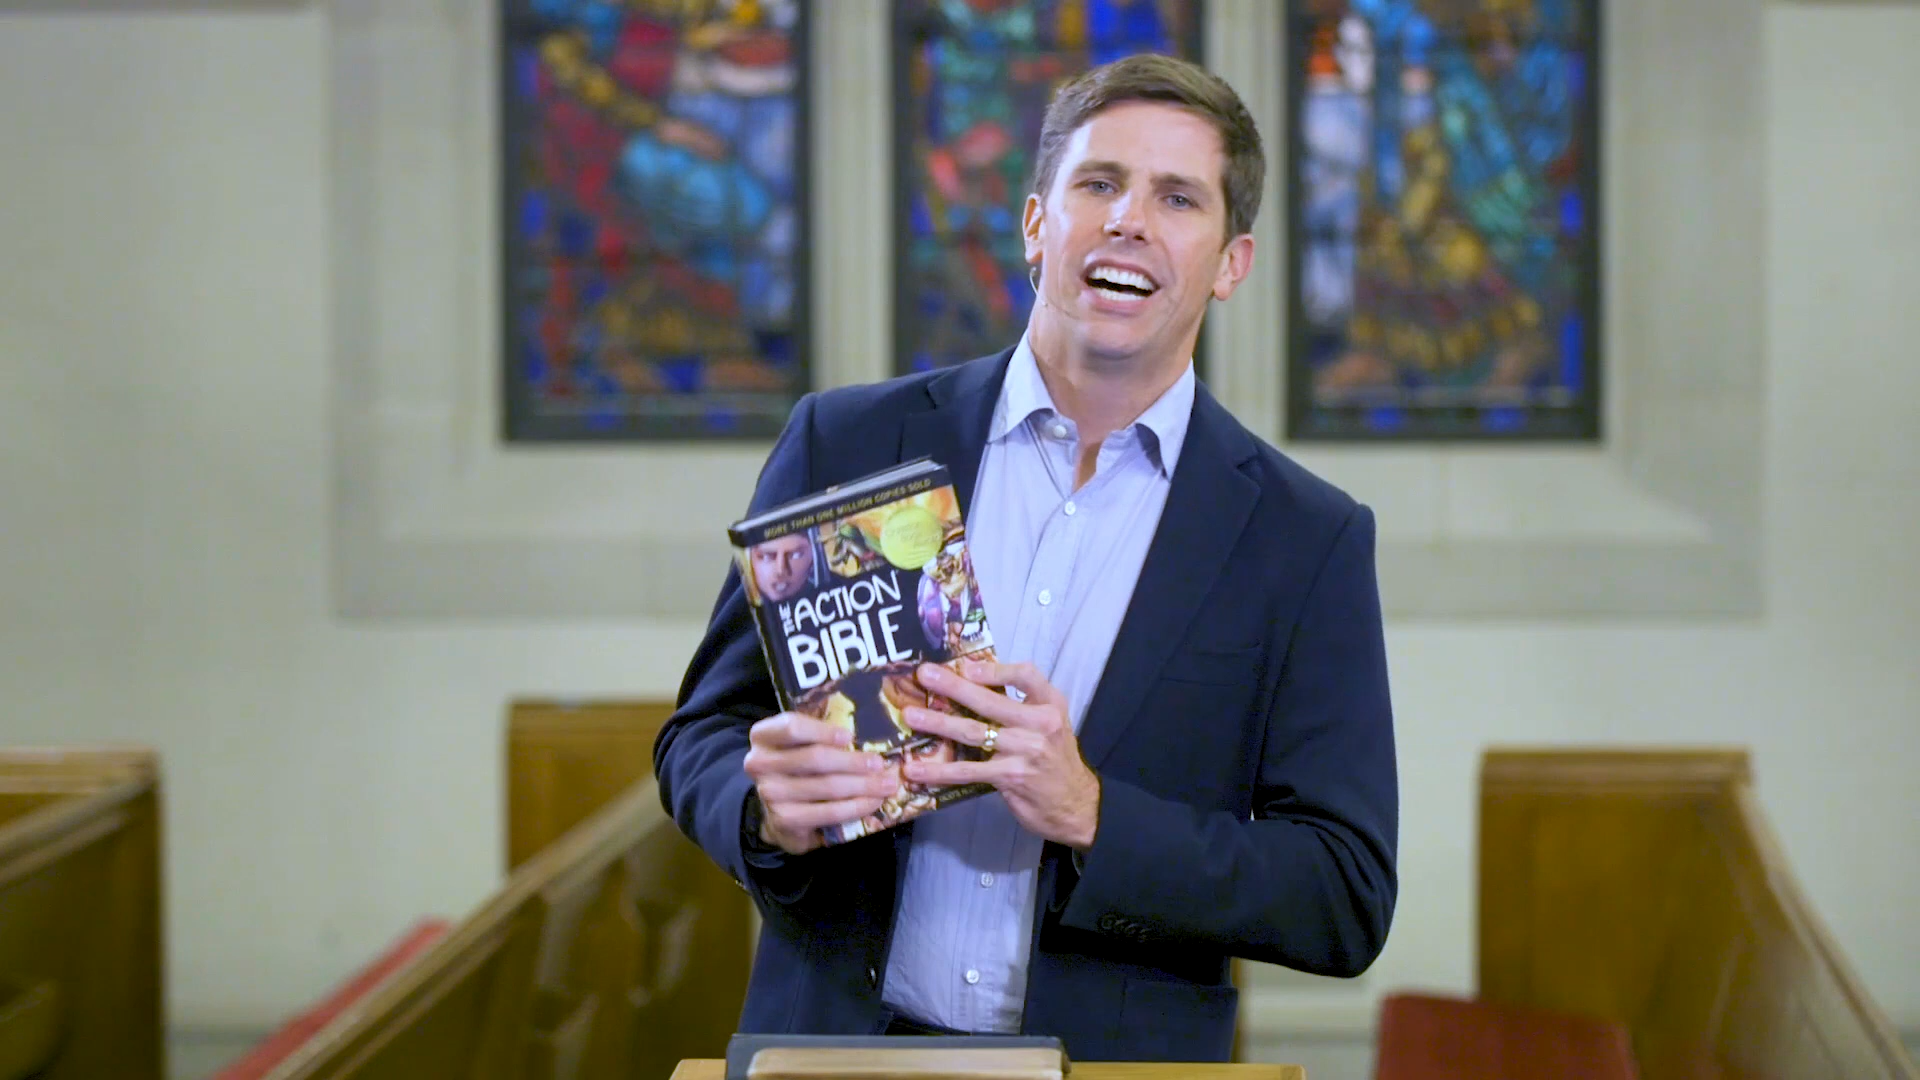 MORE THAN ONE MILLION COPIES SOLD
THE
ACTION
BIBLE